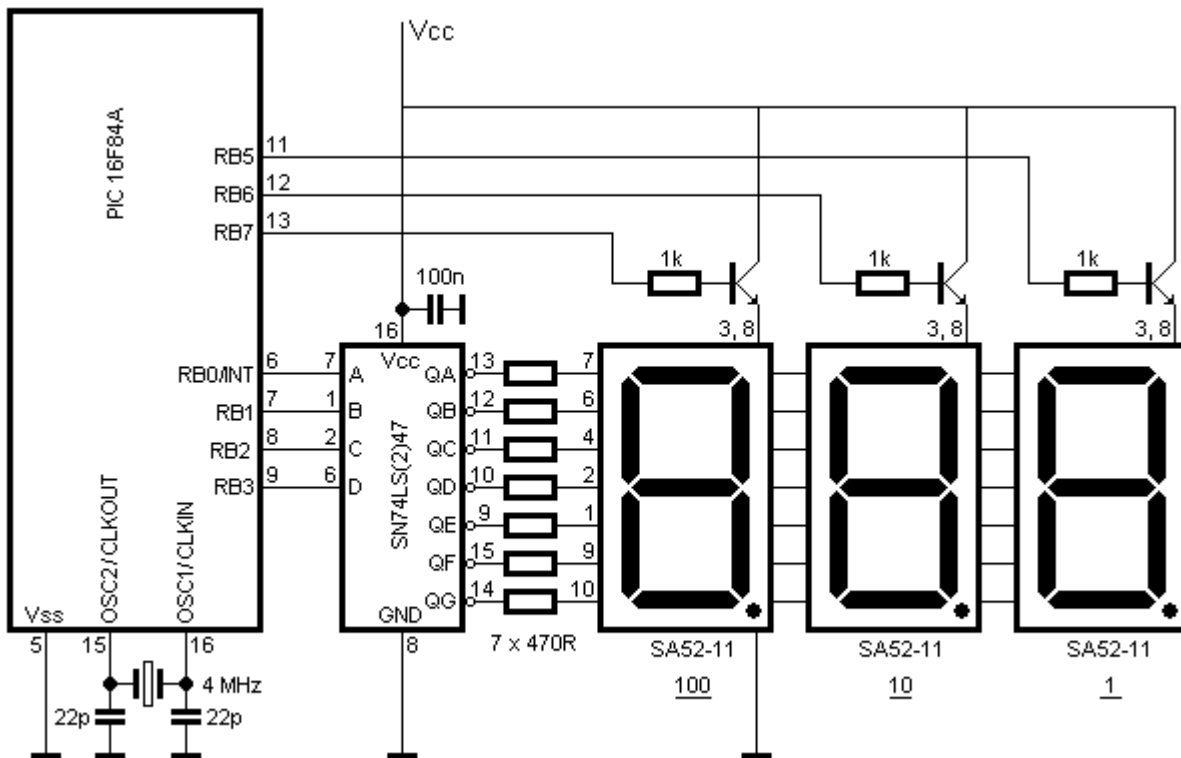 Vcc
PIC 16F84A
RB5
11
RB6
12
RB7
13
1k
1k
1k
100n
16
3, 8
3, 8
3, 8
Vcc
RB0/INT
6
7
A
QA
13
7
RB1
7
1
B
QB
12
6
RB2
8
2
C
QC
11
4
RB3
9
6
D
QD
10
2
SN74LS(2)47
QE
9
1
QF
15
9
QG
14
10
OSC2/CLKOUT
OSC1/CLKIN
Vss
GND
5
15
16
8
7 x 470R
SA52-11
SA52-11
SA52-11
4 MHz
100
10
1
22p
22p